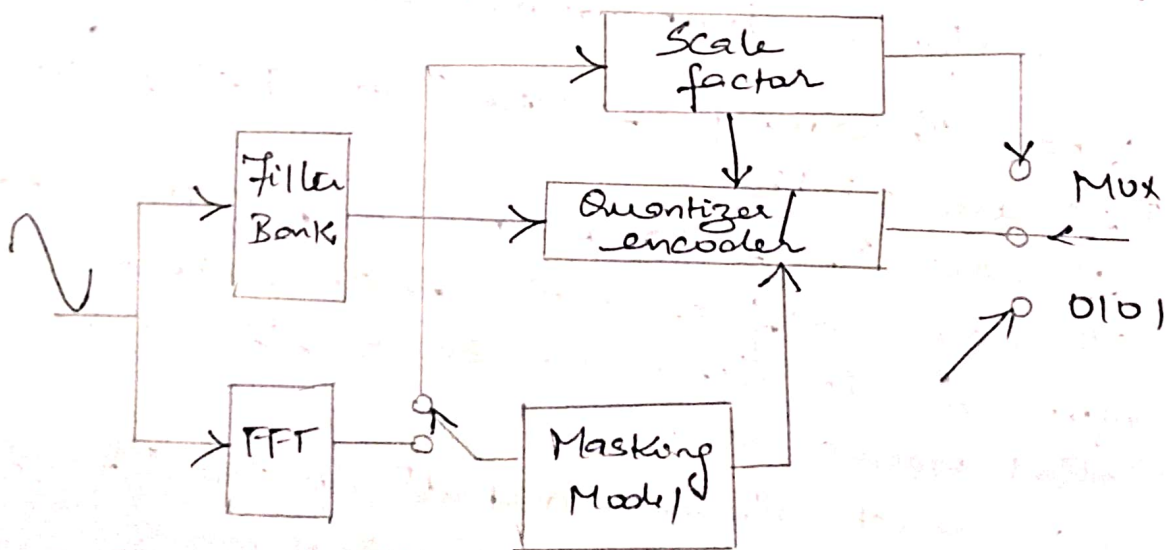 Scale
factor
Filter
Bank
Quantizer/
encoder
MUX
0101
FFT
Masking
Model